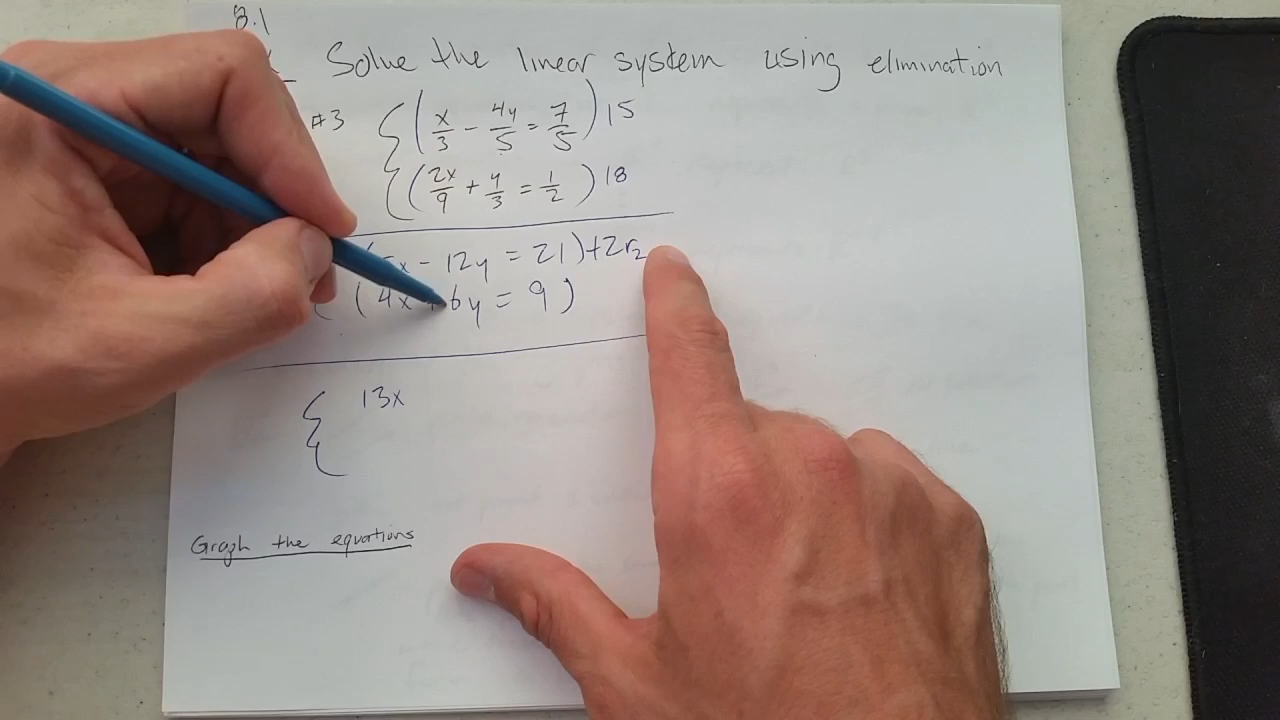 8.1
Solve the linear system using elimination
#3 { (x/3 - 4y/5 = 7/5) 15
{ (2x/9 + y/3 = 1/2) 18
(5x - 12y = 21) + 2r₂
{ (4x + 6y = 9)
{ 13x
Graph the equations